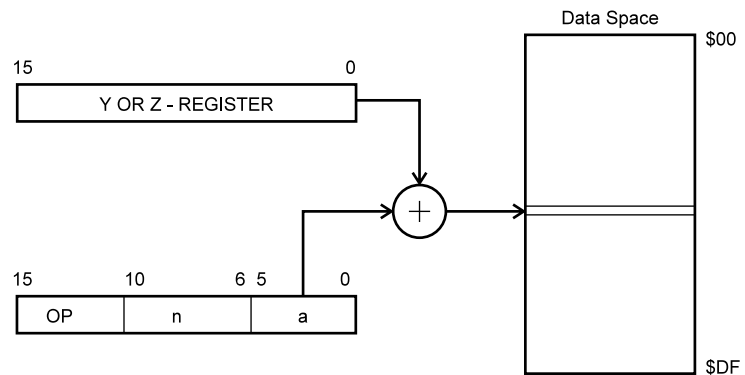 Data Space
$00
15 0
Y OR Z - REGISTER
+
15 10 6 5 0
OP n a
$DF